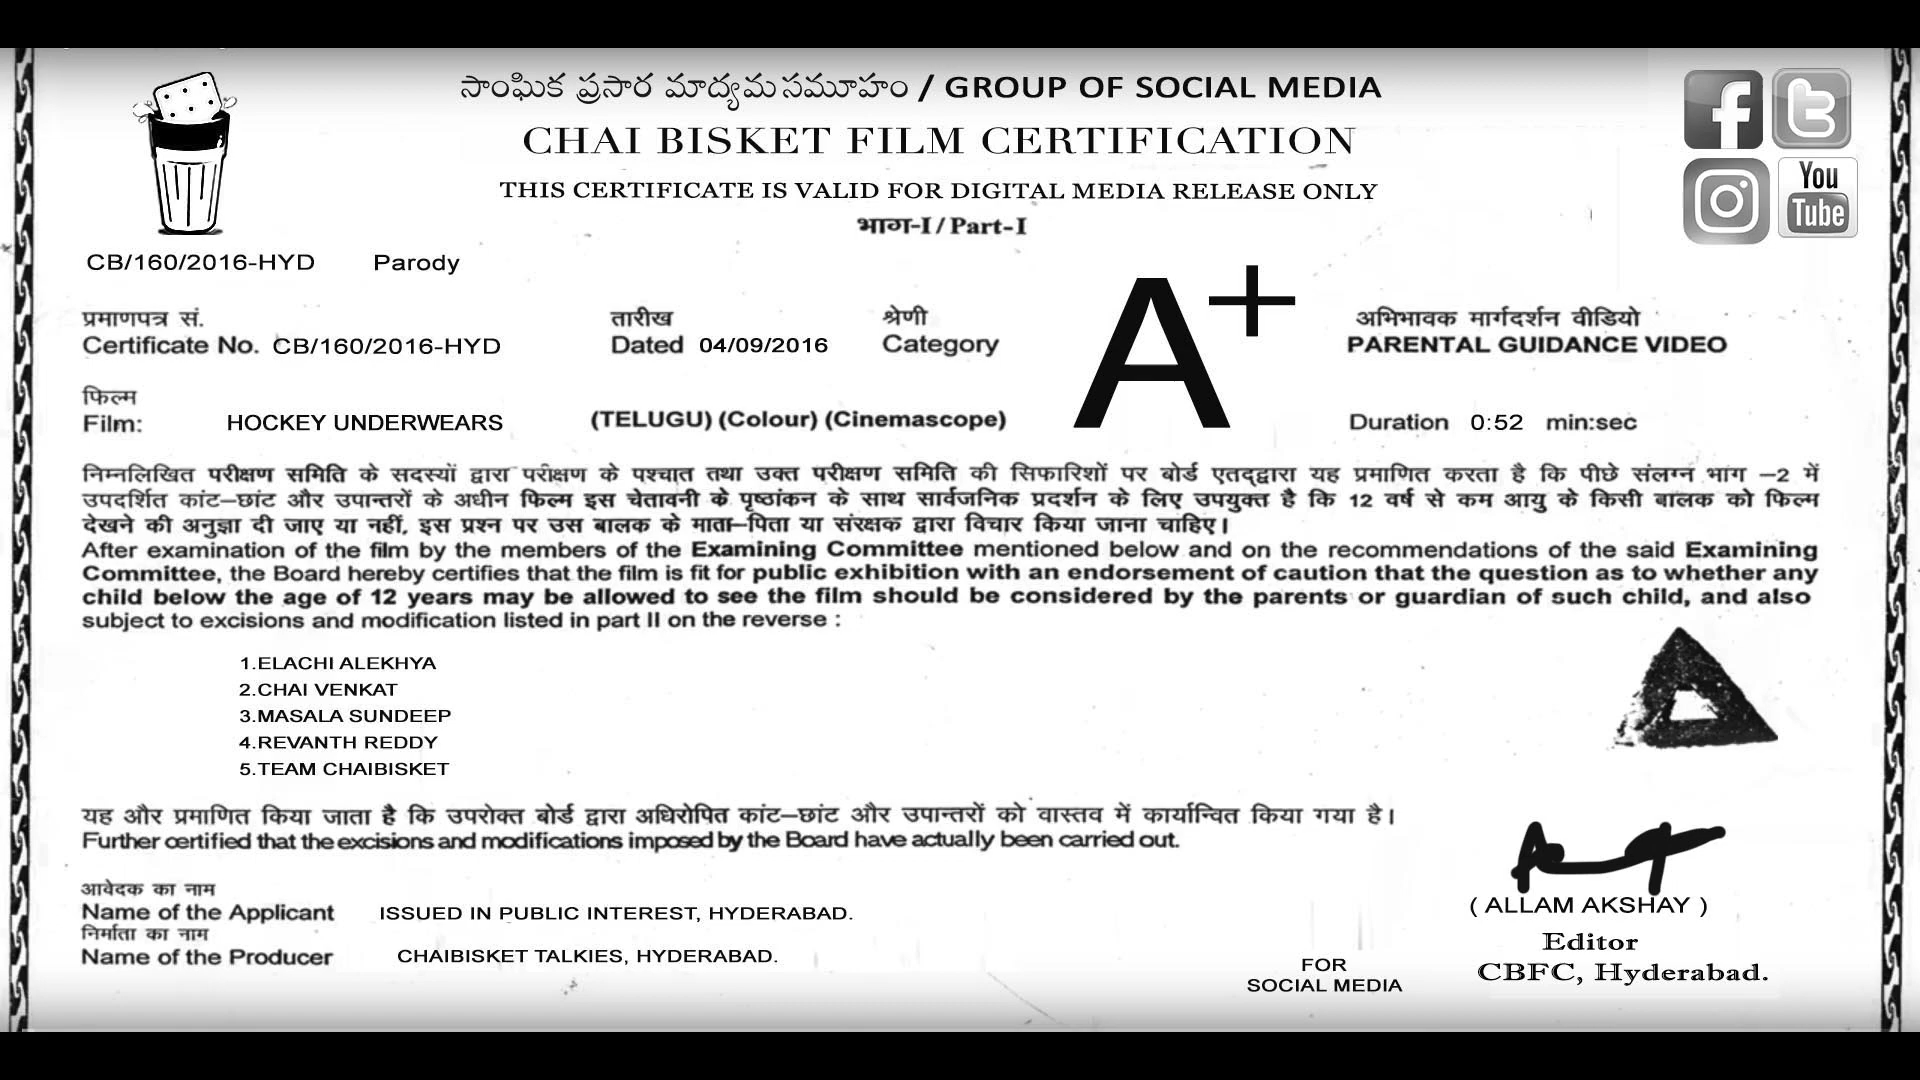 సాంఘిక ప్రసార మాద్యమ సమూహం / GROUP OF SOCIAL MEDIA
CHAI BISKET FILM CERTIFICATION
THIS CERTIFICATE IS VALID FOR DIGITAL MEDIA RELEASE ONLY
भाग-I / Part-I
f t
You
Tube
CB/160/2016-HYD Parody
A+
प्रमाणपत्र सं. तारीख श्रेणी अभिभावक मार्गदर्शन वीडियो
Certificate No. CB/160/2016-HYD Dated 04/09/2016 Category PARENTAL GUIDANCE VIDEO
फिल्म
Film: HOCKEY UNDERWEARS (TELUGU) (Colour) (Cinemascope) Duration 0:52 min:sec
निम्नलिखित परीक्षण समिति के सदस्यों द्वारा परीक्षण के पश्चात तथा उक्त परीक्षण समिति की सिफारिशों पर बोर्ड एतद्द्वारा यह प्रमाणित करता है कि पीछे संलग्न भाग –2 में
उपदर्शित कांट–छांट और उपान्तरों के अधीन फिल्म इस चेतावनी के पृष्ठांकन के साथ सार्वजनिक प्रदर्शन के लिए उपयुक्त है कि 12 वर्ष से कम आयु के किसी बालक को फिल्म
देखने की अनुज्ञा दी जाए या नहीं, इस प्रश्न पर उस बालक के माता–पिता या संरक्षक द्वारा विचार किया जाना चाहिए।
After examination of the film by the members of the Examining Committee mentioned below and on the recommendations of the said Examining
Committee, the Board hereby certifies that the film is fit for public exhibition with an endorsement of caution that the question as to whether any
child below the age of 12 years may be allowed to see the film should be considered by the parents or guardian of such child, and also
subject to excisions and modification listed in part II on the reverse :
1.ELACHI ALEKHYA
2.CHAI VENKAT
3.MASALA SUNDEEP
4.REVANTH REDDY
5.TEAM CHAIBISKET
यह और प्रमाणित किया जाता है कि उपरोक्त बोर्ड द्वारा अधिरोपित कांट–छांट और उपान्तरों को वास्तव में कार्यान्वित किया गया है।
Further certified that the excisions and modifications imposed by the Board have actually been carried out.
आवेदक का नाम
Name of the Applicant ISSUED IN PUBLIC INTEREST, HYDERABAD.
निर्माता का नाम
Name of the Producer CHAIBISKET TALKIES, HYDERABAD.
FOR
SOCIAL MEDIA
( ALLAM AKSHAY )
Editor
CBFC, Hyderabad.